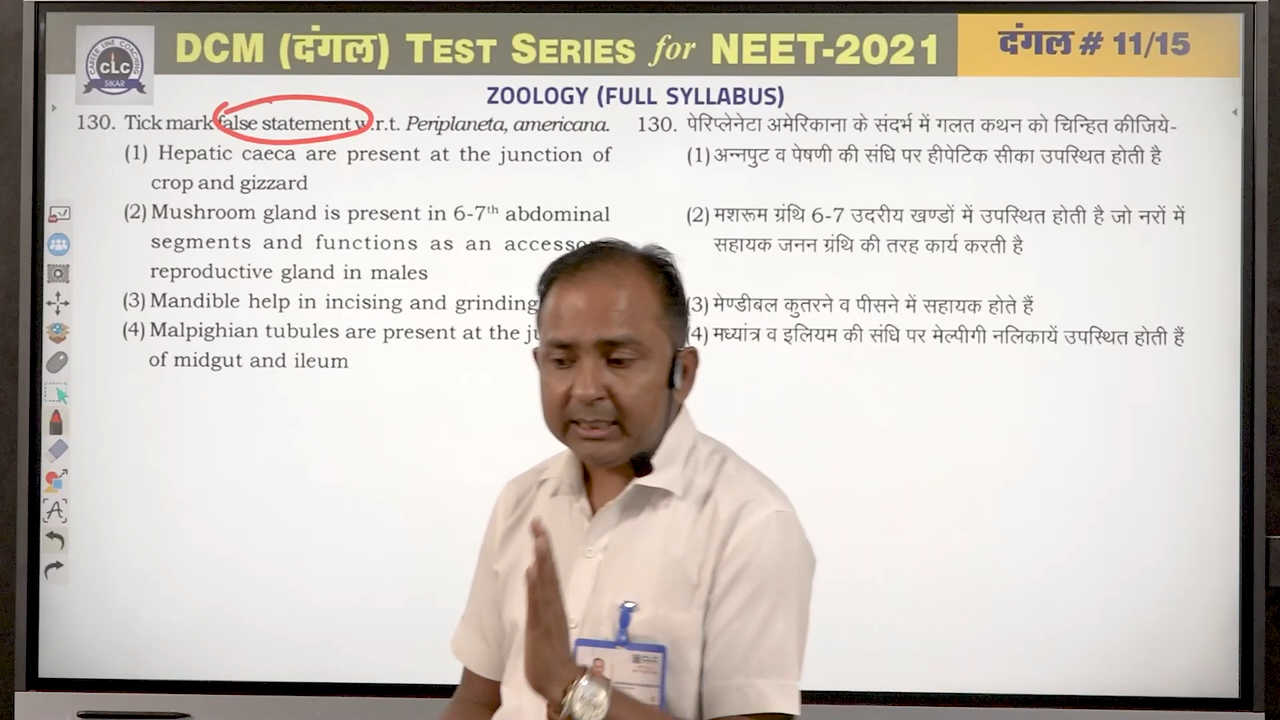 CAREER LINE COACHING
CLC
SIKAR
DCM (दंगल) TEST SERIES for NEET-2021
दंगल # 11/15
ZOOLOGY (FULL SYLLABUS)
130. Tick mark false statement w.r.t. Periplaneta, americana.
(1) Hepatic caeca are present at the junction of
crop and gizzard
(2) Mushroom gland is present in 6-7th abdominal
segments and functions as an accesso
reproductive gland in males
(3) Mandible help in incising and grinding
(4) Malpighian tubules are present at the ju
of midgut and ileum
130. पेरिप्लेनेटा अमेरिकाना के संदर्भ में गलत कथन को चिन्हित कीजिये-
(1) अन्नपुट व पेषणी की संधि पर हीपेटिक सीका उपस्थित होती है
(2) मशरूम ग्रंथि 6-7 उदरीय खण्डों में उपस्थित होती है जो नरों में
सहायक जनन ग्रंथि की तरह कार्य करती है
(3) मेण्डीबल कुतरने व पीसने में सहायक होते हैं
(4) मध्यांत्र व इलियम की संधि पर मेल्पीगी नलिकायें उपस्थित होती हैं